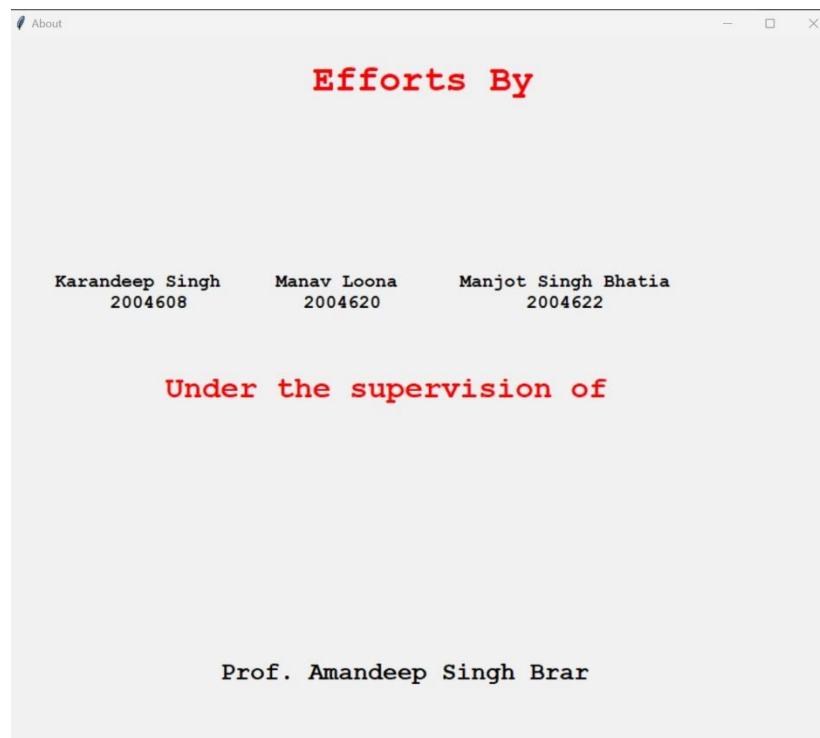 About
Efforts By
Karandeep Singh Manav Loona Manjot Singh Bhatia
2004608 2004620 2004622
Under the supervision of
Prof. Amandeep Singh Brar